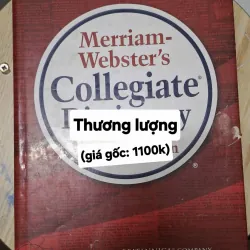 Merriam-
Webster's
Collegiate®
Thương lượng
(giá gốc: 1100k)